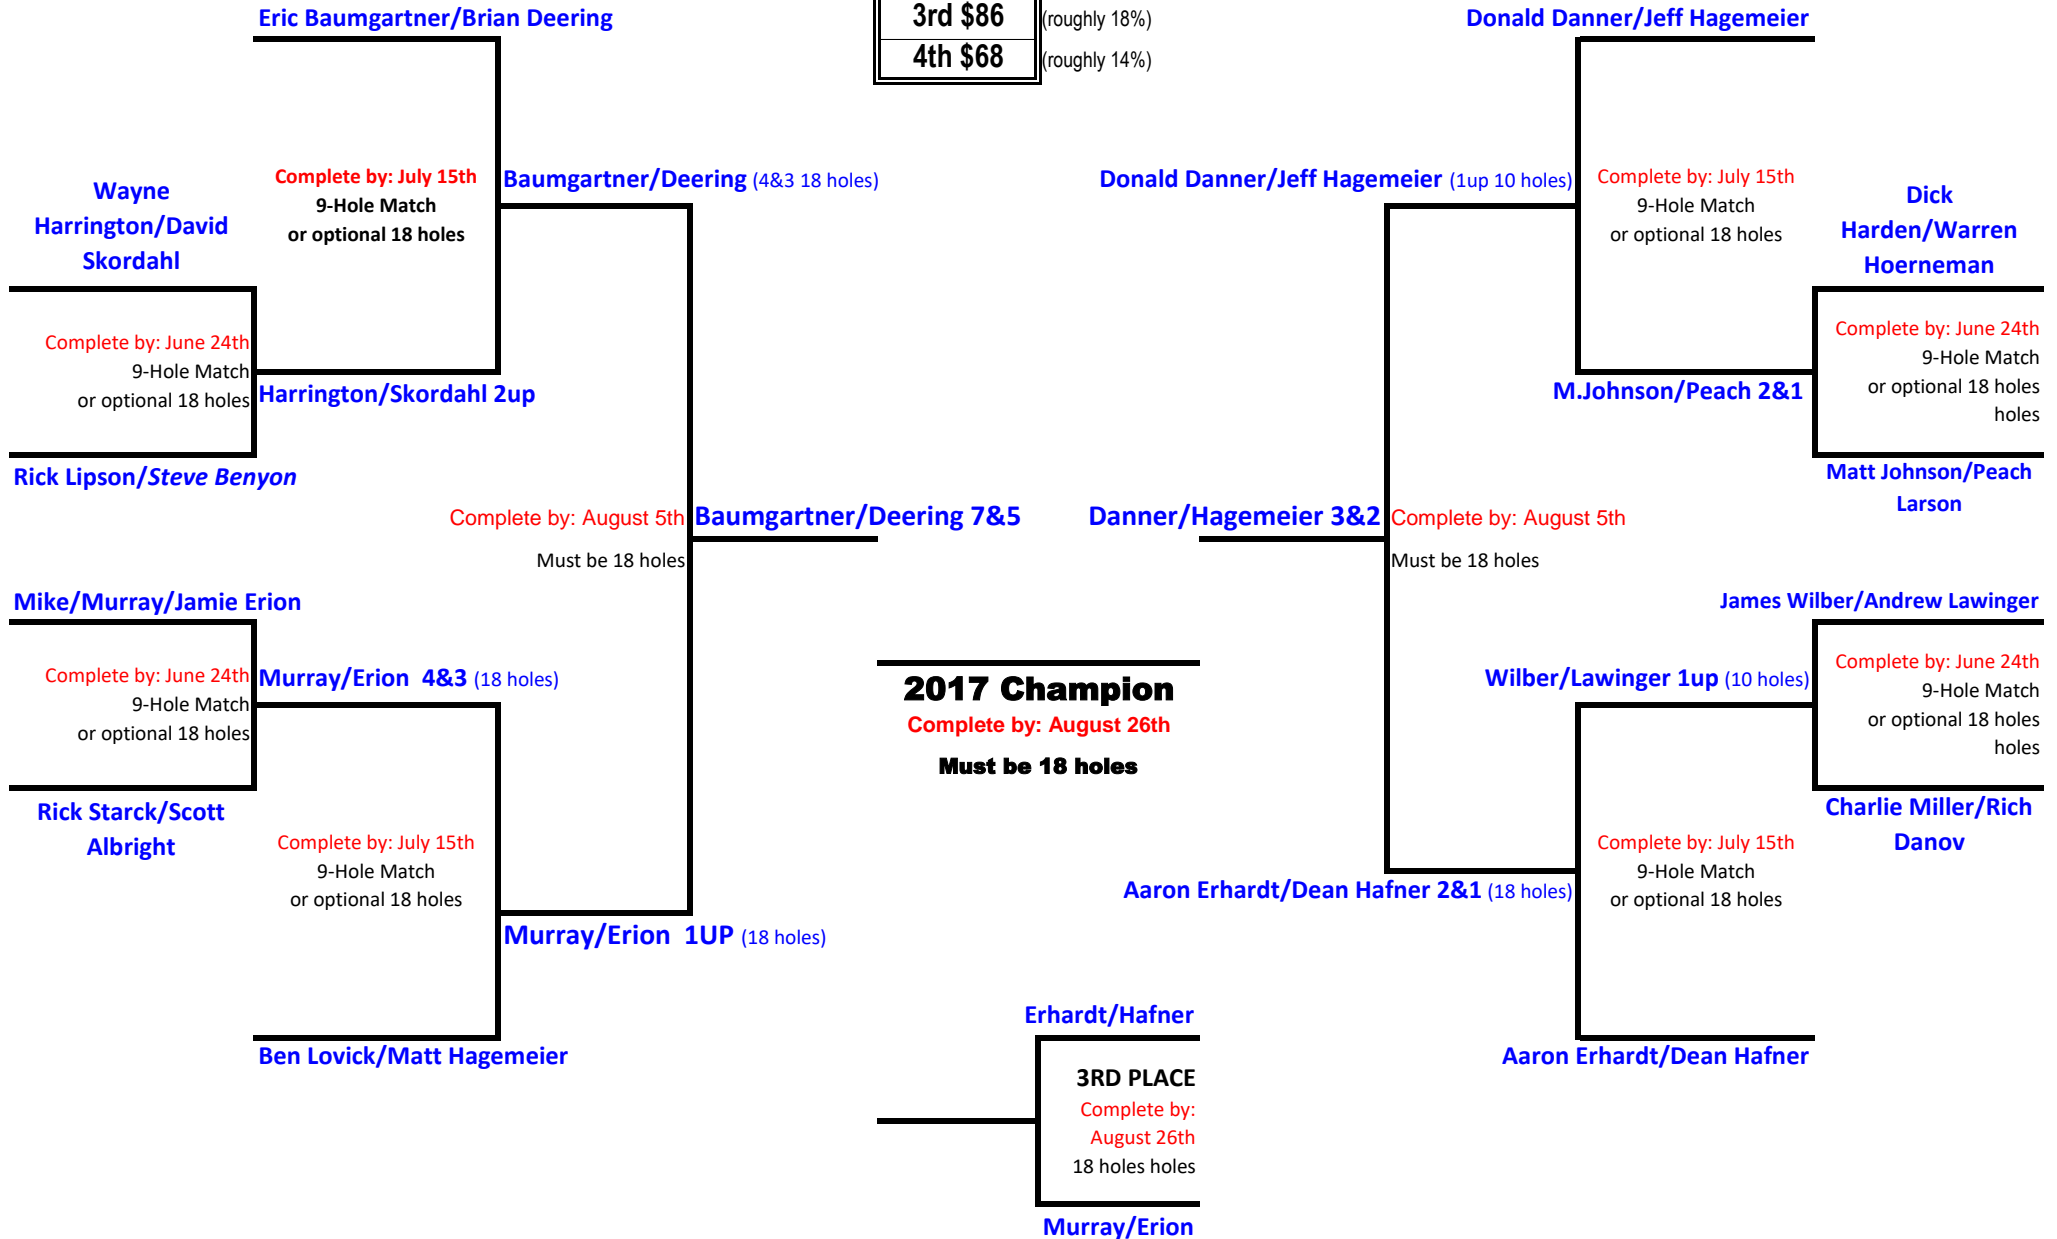 Eric Baumgartner/Brian Deering
3rd $86 (roughly 18%)
4th $68 (roughly 14%)
Donald Danner/Jeff Hagemeier
Wayne
Harrington/David
Skordahl
Complete by: July 15th
9-Hole Match
or optional 18 holes
Baumgartner/Deering (4&3 18 holes)
Donald Danner/Jeff Hagemeier (1up 10 holes)
Complete by: July 15th
9-Hole Match
or optional 18 holes
Dick
Harden/Warren
Hoerneman
Complete by: June 24th
9-Hole Match
or optional 18 holes
Harrington/Skordahl 2up
M.Johnson/Peach 2&1
Complete by: June 24th
9-Hole Match
or optional 18 holes
holes
Rick Lipson/Steve Benyon
Matt Johnson/Peach
Larson
Complete by: August 5th
Must be 18 holes
Baumgartner/Deering 7&5
Danner/Hagemeier 3&2
Complete by: August 5th
Must be 18 holes
Mike/Murray/Jamie Erion
James Wilber/Andrew Lawinger
Complete by: June 24th
9-Hole Match
or optional 18 holes
Murray/Erion 4&3 (18 holes)
2017 Champion
Complete by: August 26th
Must be 18 holes
Wilber/Lawinger 1up (10 holes)
Complete by: June 24th
9-Hole Match
or optional 18 holes
holes
Rick Starck/Scott
Albright
Charlie Miller/Rich
Danov
Complete by: July 15th
9-Hole Match
or optional 18 holes
Complete by: July 15th
9-Hole Match
or optional 18 holes
Aaron Erhardt/Dean Hafner 2&1 (18 holes)
Murray/Erion 1UP (18 holes)
Erhardt/Hafner
Ben Lovick/Matt Hagemeier
Aaron Erhardt/Dean Hafner
3RD PLACE
Complete by:
August 26th
18 holes holes
Murray/Erion